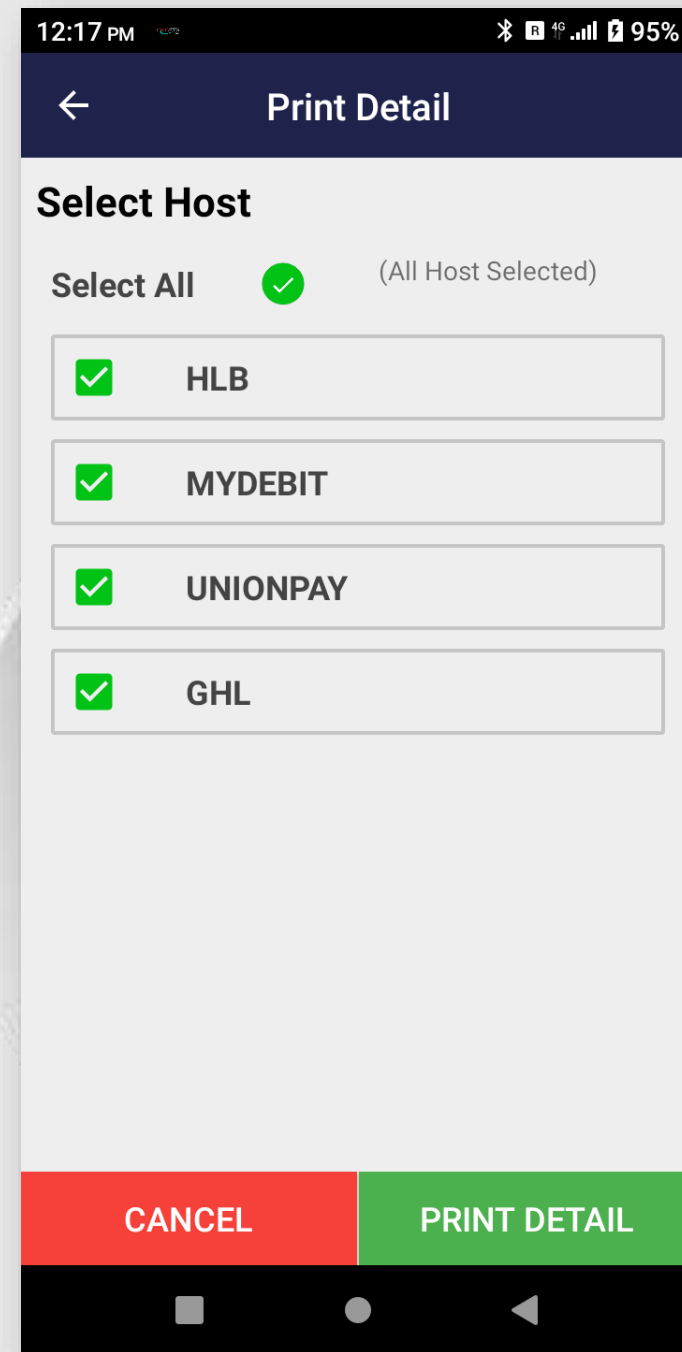 12:17 PM R 4G 95%
Print Detail
Select Host
Select All (All Host Selected)
HLB
MYDEBIT
UNIONPAY
GHL
CANCEL PRINT DETAIL